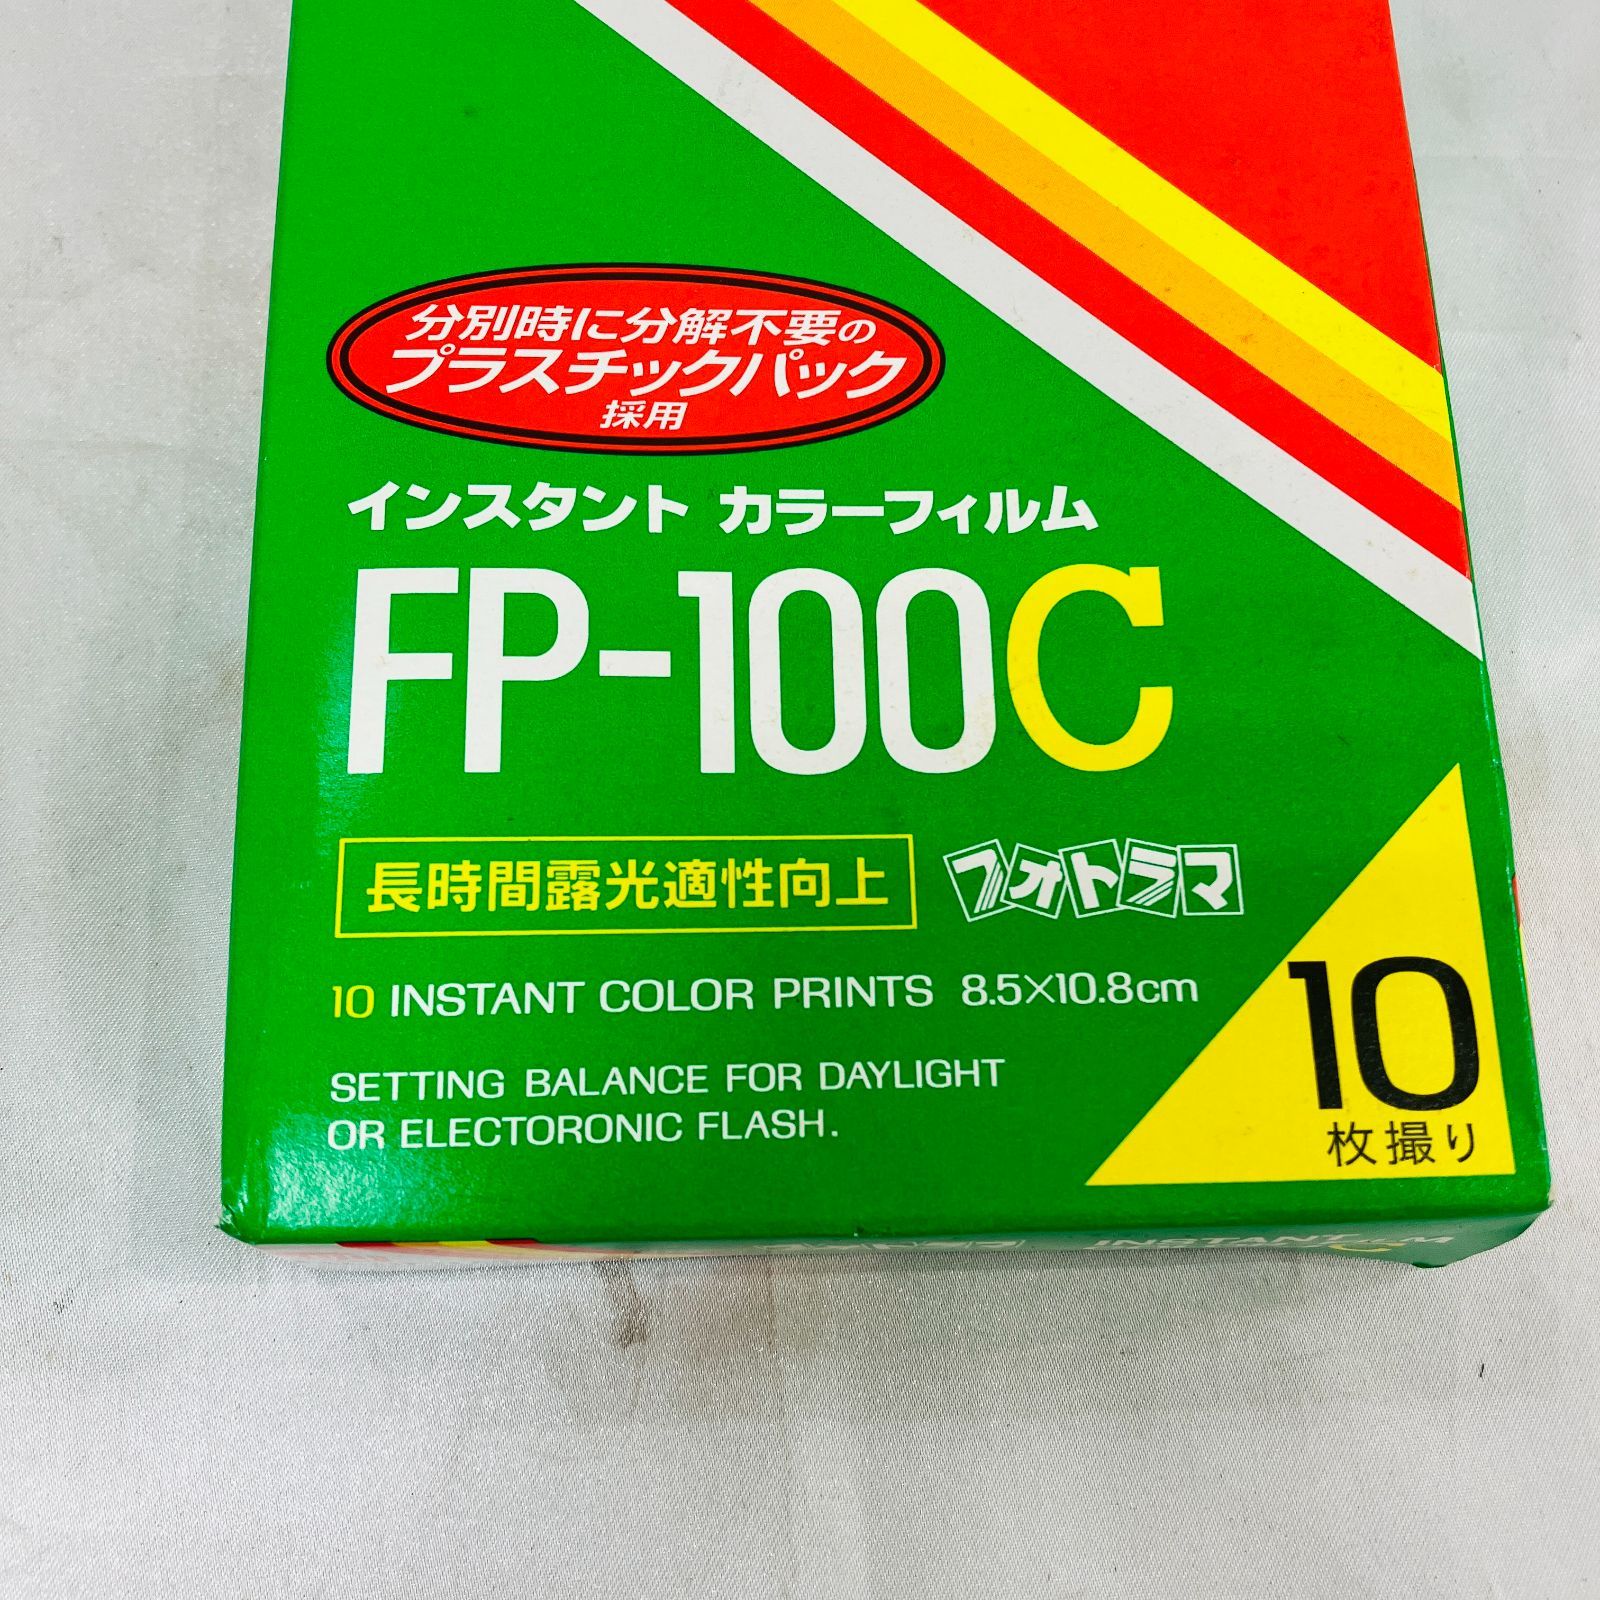 分別時に分解不要の
プラスチックパック
採用
インスタント カラーフィルム
FP-100C
長時間露光適性向上
フォトラマ
10 INSTANT COLOR PRINTS 8.5×10.8cm
SETTING BALANCE FOR DAYLIGHT
OR ELECTORONIC FLASH.
10
枚撮り
INSTANT